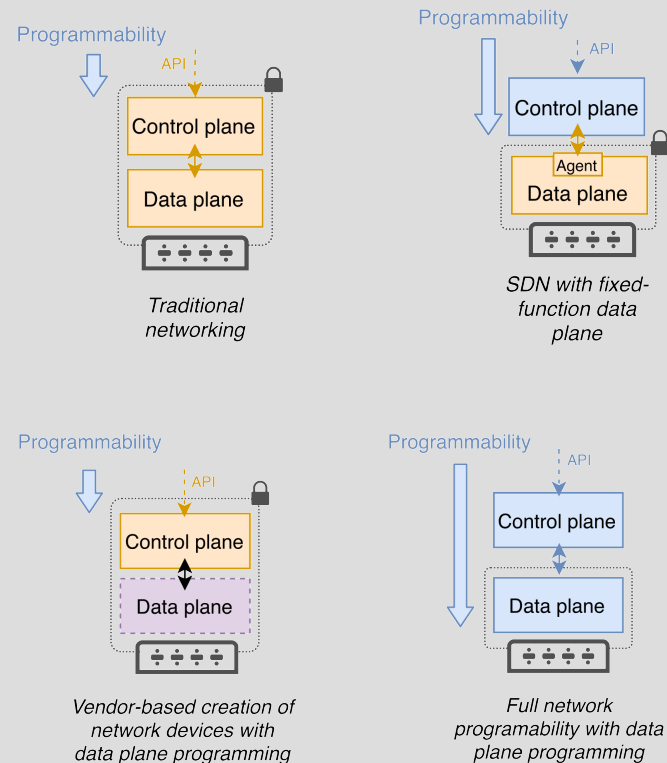 Programmability
API
Control plane
Data plane
Traditional
networking
Programmability
API
Control plane
Agent
Data plane
SDN with fixed-
function data
plane
Programmability
API
Control plane
Data plane
Vendor-based creation of
network devices with
data plane programming
Programmability
API
Control plane
Data plane
Full network
programability with data
plane programming